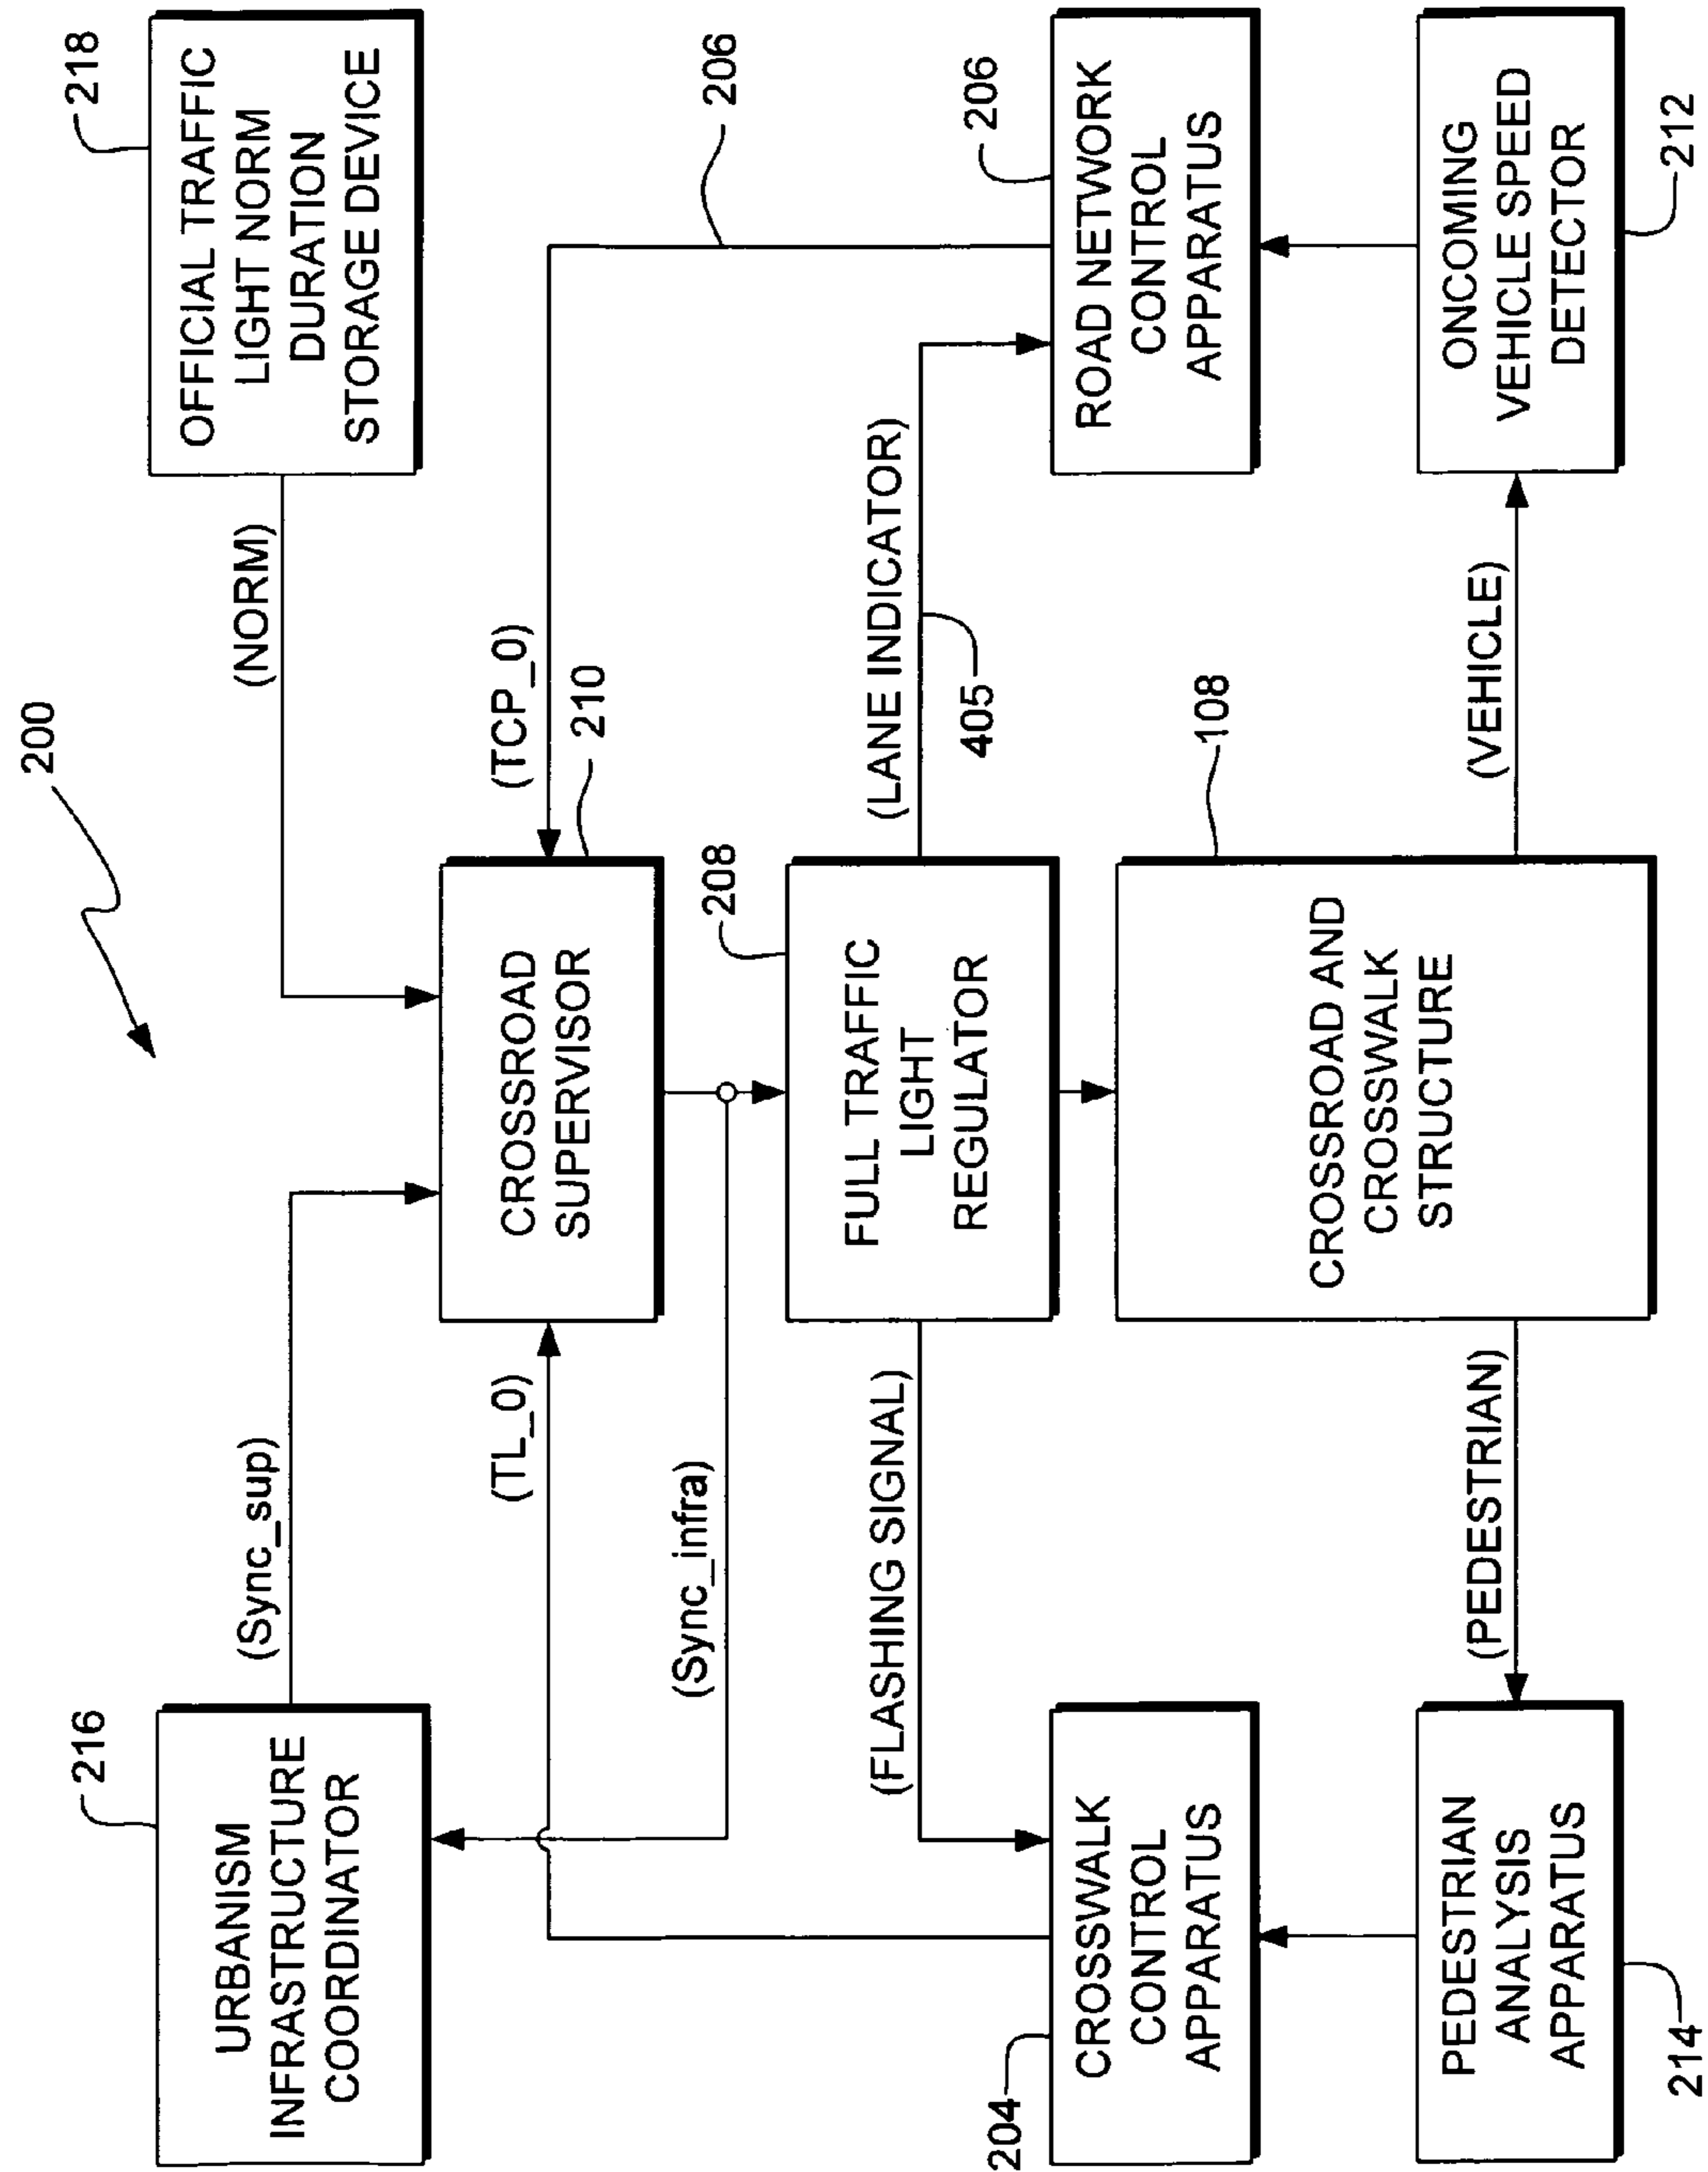 200
216
URBANISM
INFRASTRUCTURE
COORDINATOR
(Sync_sup)
(NORM)
218
OFFICIAL TRAFFIC
LIGHT NORM
DURATION
STORAGE DEVICE
(TL_0)
CROSSROAD
SUPERVISOR
210
(TCP_0)
206
(Sync_infra)
208
FULL TRAFFIC
LIGHT
REGULATOR
(FLASHING SIGNAL)
(LANE INDICATOR)
405
204
CROSSWALK
CONTROL
APPARATUS
206
ROAD NETWORK
CONTROL
APPARATUS
108
CROSSROAD AND
CROSSWALK
STRUCTURE
(PEDESTRIAN)
(VEHICLE)
PEDESTRIAN
ANALYSIS
APPARATUS
214
ONCOMING
VEHICLE SPEED
DETECTOR
212